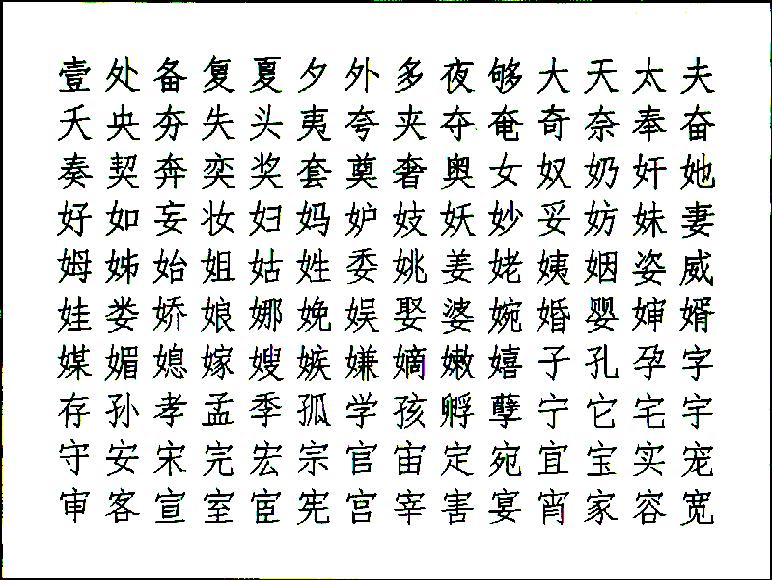 壹处备复夏夕外多夜够大天太夫
夭央夯失头夷夸夹夺奄奇奈奉奋
奏契奔奕奖套奠奢奥女奴奶奸她
好如妄妆妇妈妒妓妖妙妥妨妹妻
姆姊始姐姑姓委姚姜姥姨姻姿威
娃娄娇娘娜娩娱娶婆婉婚婴婶婿
媒媚媳嫁嫂嫉嫌嫡嫩嬉子孔孕字
存孙孝孟季孤学孩孵孽宁它宅宇
守安宋完宏宗官宙定宛宜宝实宠
审客宣室宦宪宫宰害宴宵家容宽